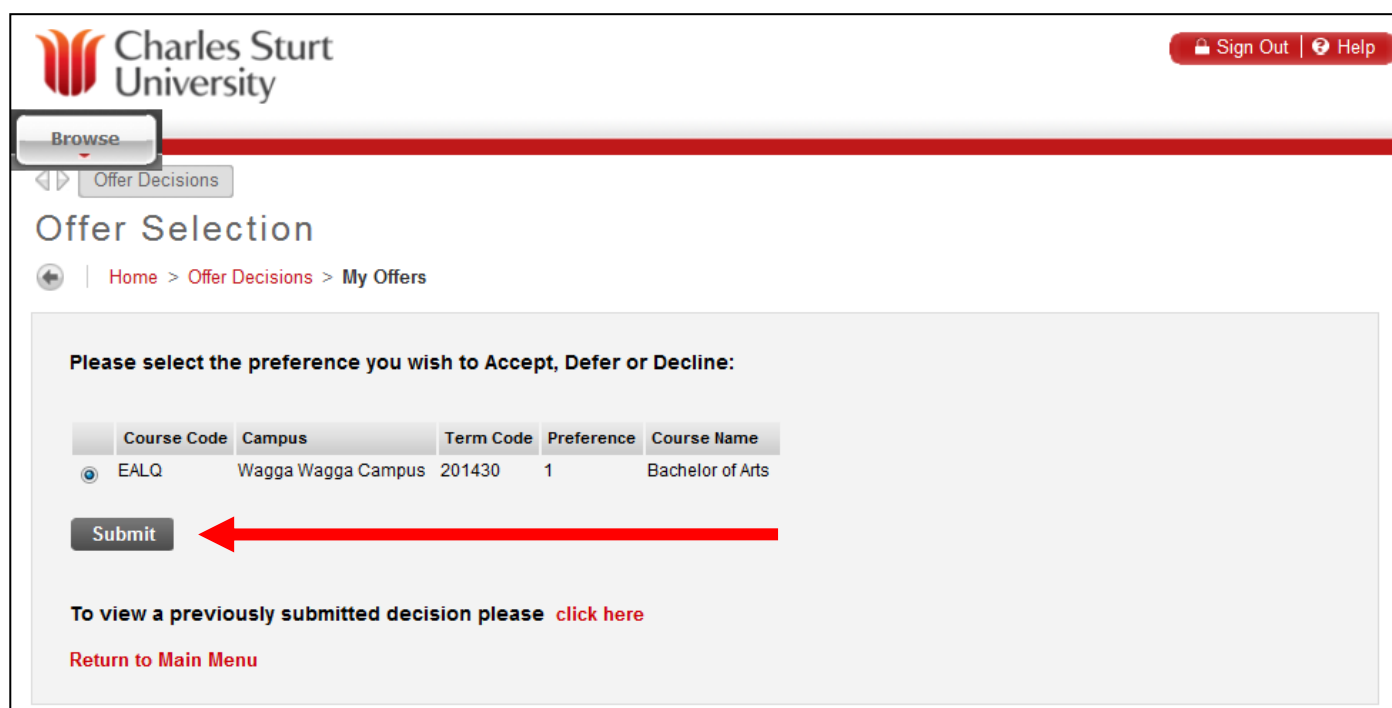 Charles Sturt
University
Sign Out | Help
Browse
Offer Decisions
Offer Selection
Home > Offer Decisions > My Offers
Please select the preference you wish to Accept, Defer or Decline:
Course Code Campus Term Code Preference Course Name
EALQ Wagga Wagga Campus 201430 1 Bachelor of Arts
Submit
To view a previously submitted decision please click here
Return to Main Menu